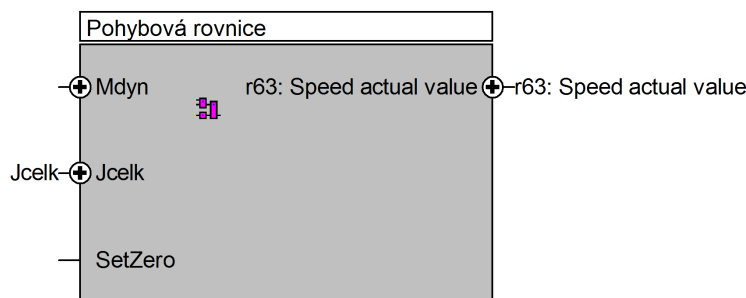 Pohybová rovnice
Mdyn r63: Speed actual value r63: Speed actual value
Jcelk Jcelk
SetZero